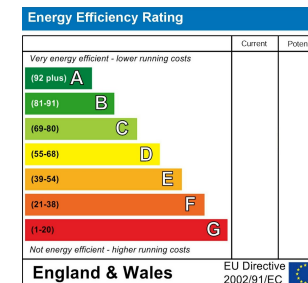 Energy Efficiency Rating
Current Poten
Very energy efficient - lower running costs
(92 plus) A
(81-91) B
(69-80) C
(55-68) D
(39-54) E
(21-38) F
(1-20) G
Not energy efficient - higher running costs
England & Wales
EU Directive
2002/91/EC